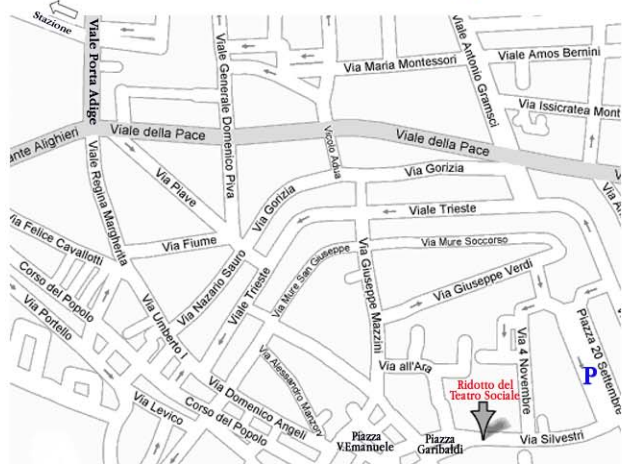 Stazione
Viale Porta Adige
Viale Generale Domenico Piva
Via Maria Montessori
Viale Antonio Gramsci
Viale Amos Bernini
Via Issicratea Mont
ante Alighieri
Viale della Pace
Vicolo Adua
Viale della Pace
V
Viale Regina Margherita
Via Piave
Via Gorizia
Via Gorizia
Viale Trieste
Via A
Via Felice Cavallotti
Via Fiume
Via Nazario Sauro
Viale Trieste
Via Mure San Giuseppe
Via Mure Soccorso
Via Giuseppe Mazzini
Via Giuseppe Verdi
Corso del Popolo
Via Portello
Via Umberto I
Via Alessandro Manzoni
Via all'Ara
Via 4 Novembre
Piazza 20 Settembre
P
Ridotto del
Teatro Sociale
Via Levico
Corso del Popolo
Via Domenico Angeli
Piazza
V.Emanuele
Piazza
Garibaldi
Via Silvestri